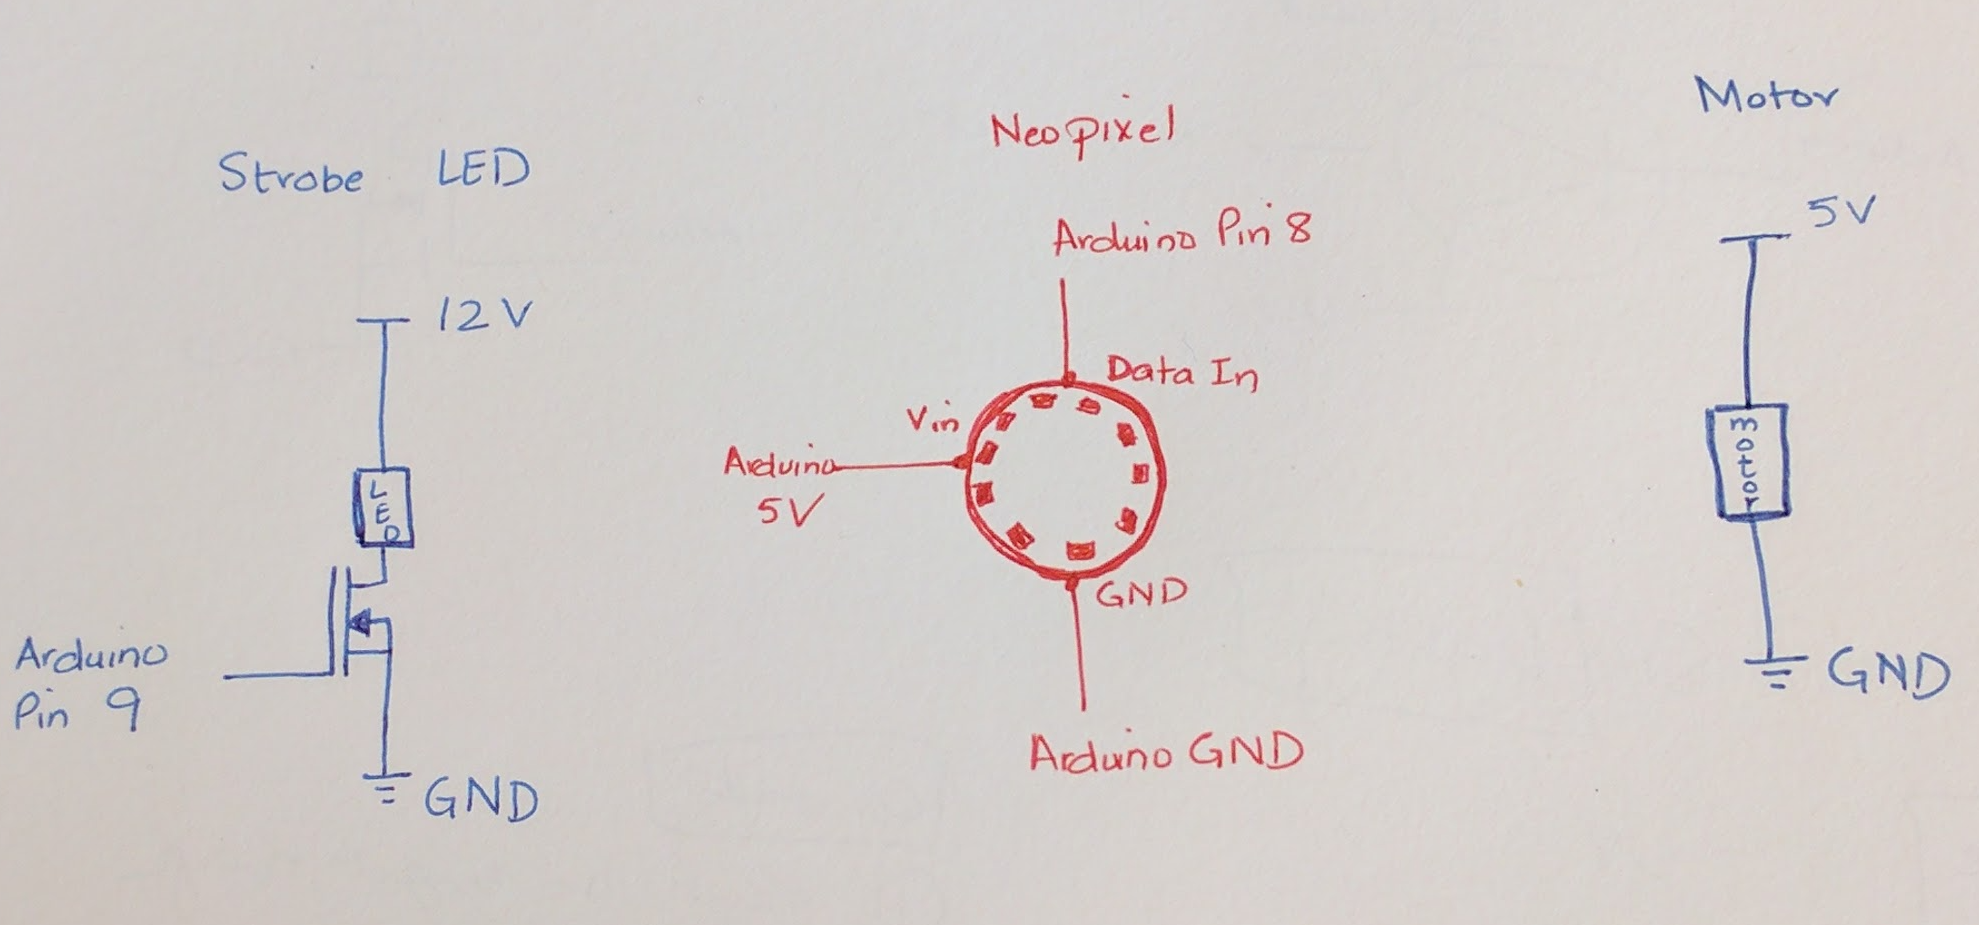 Strobe LED
12V
LED
Arduino
Pin 9
GND
Neopixel
Arduino Pin 8
Data In
Vin
Arduino
5V
GND
Arduino GND
Motor
5V
motor
GND